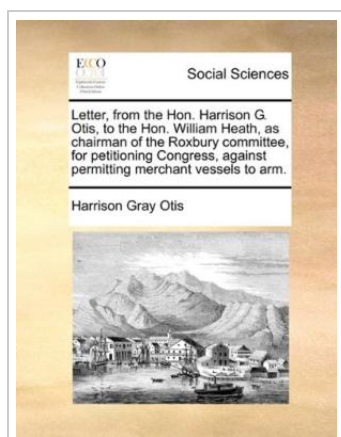 ECCO
Social Sciences
Letter, from the Hon. Harrison G.
Otis, to the Hon. William Heath, as
chairman of the Roxbury committee,
for petitioning Congress, against
permitting merchant vessels to arm.
Harrison Gray Otis